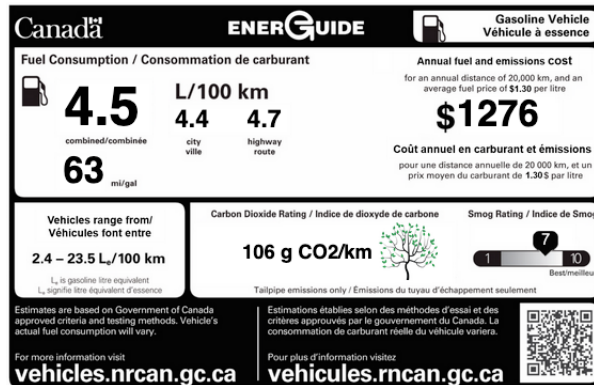 Canada
ENERGUIDE
Gasoline Vehicle
Véhicule à essence
Fuel Consumption / Consommation de carburant
4.5
combined/combinée
63 mi/gal
L/100 km
4.4 4.7
city highway
ville route
Annual fuel and emissions cost
for an annual distance of 20,000 km, and an
average fuel price of $1.30 per litre
$1276
Coût annuel en carburant et émissions
pour une distance annuelle de 20 000 km, et un
prix moyen du carburant de 1.30$ par litre
Vehicles range from/
Véhicules font entre
2.4 – 23.5 Lₑ/100 km
Lₑ is gasoline litre equivalent
Lₑ signifie litre équivalent d'essence
Carbon Dioxide Rating / Indice de dioxyde de carbone
106 g CO2/km
Smog Rating / Indice de Smog
7
1 10
Best/meilleur
Tailpipe emissions only / Émissions du tuyau d'échappement seulement
Estimates are based on Government of Canada
approved criteria and testing methods. Vehicle's
actual fuel consumption will vary.
For more information visit
vehicles.nrcan.gc.ca
Estimations établies selon des méthodes d'essai et des
critères approuvés par le gouvernement du Canada. La
consommation de carburant réelle du véhicule variera.
Pour plus d'information visitez
vehicules.rncan.gc.ca